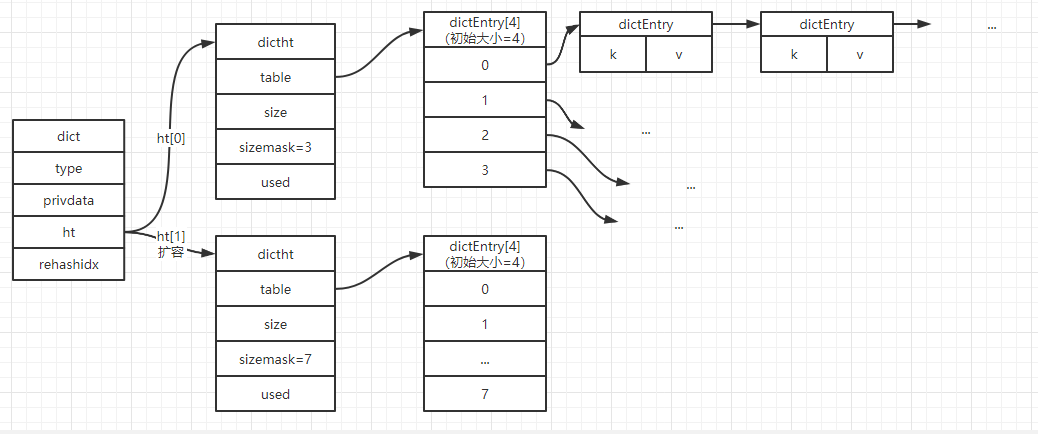 dict
type
privdata
ht
rehashidx
ht[0]
ht[1]
扩容
dictht
table
size
sizemask=3
used
dictEntry[4]
(初始大小=4)
0
1
2
3
dictEntry
k v
dictEntry
k v
...
...
...
...
dictht
table
size
sizemask=7
used
dictEntry[4]
(初始大小=4)
0
1
...
7